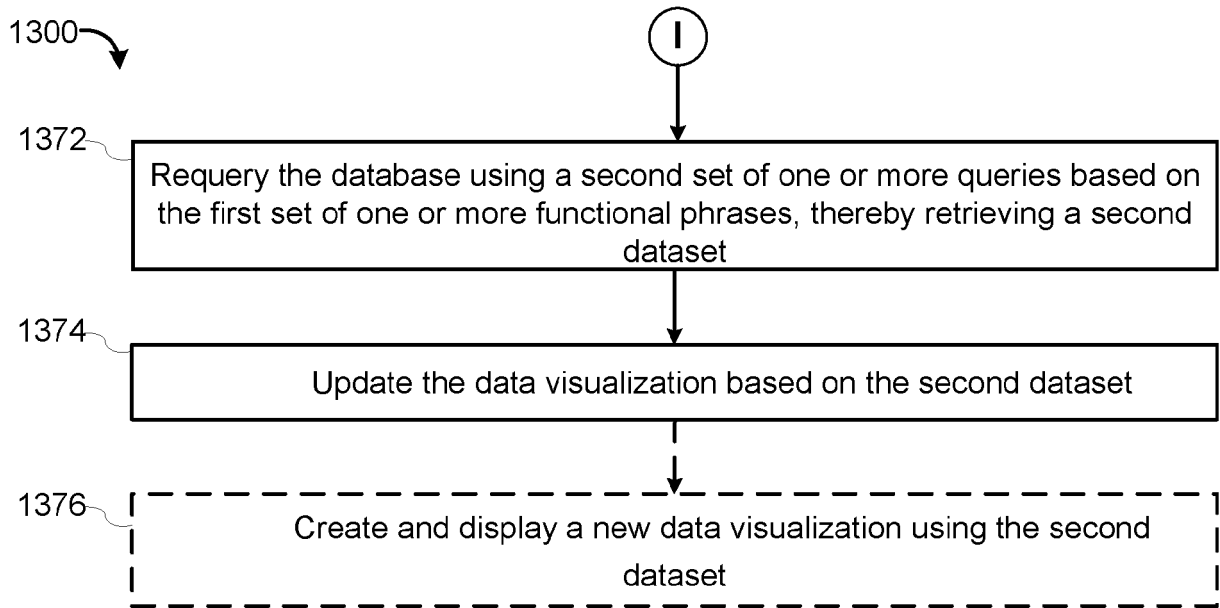 1300
I
1372
Requery the database using a second set of one or more queries based on
the first set of one or more functional phrases, thereby retrieving a second
dataset
1374
Update the data visualization based on the second dataset
1376
Create and display a new data visualization using the second
dataset